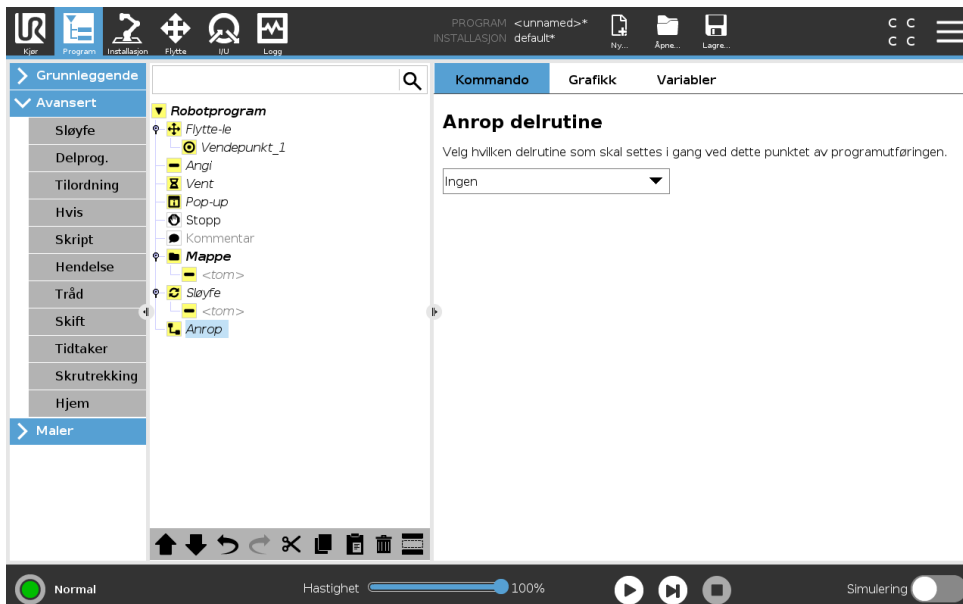 UR
Kjør
Program
Installasjon
Flytte
I/U
Logg
PROGRAM <unnamed>*
INSTALLASJON default*
Ny...
Åpne...
Lagre...
C C
C C
Grunnleggende
Avansert
Sløyfe
Delprog.
Tilordning
Hvis
Skript
Hendelse
Tråd
Skift
Tidtaker
Skrutrekking
Hjem
Maler
Robotprogram
Flytte-le
Vendepunkt_1
Angi
Vent
Pop-up
Stopp
Kommentar
Mappe
<tom>
Sløyfe
<tom>
Anrop
Kommando Grafikk Variabler
Anrop delrutine
Velg hvilken delrutine som skal settes i gang ved dette punktet av programutføringen.
Ingen
Normal
Hastighet 100%
Simulering